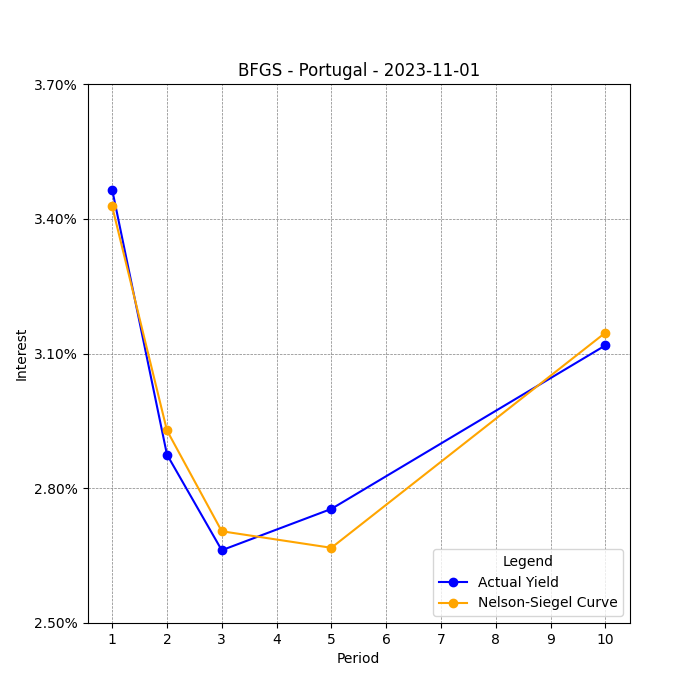 BFGS - Portugal - 2023-11-01
3.70%
3.40%
3.10%
2.80%
2.50%
Interest
1 2 3 4 5 6 7 8 9 10
Period
Legend
Actual Yield
Nelson-Siegel Curve